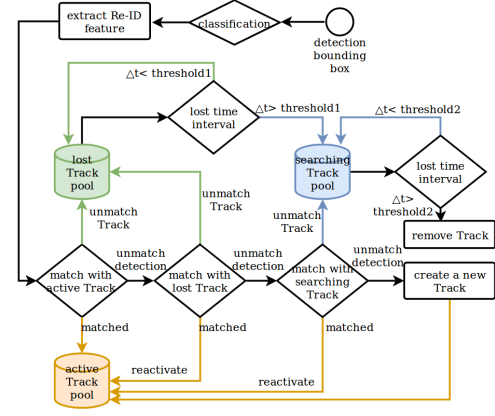 extract Re-ID
feature
classification
detection
bounding
box
△t< threshold1
lost time
interval
△t> threshold1
△t< threshold2
lost
Track
pool
searching
Track
pool
lost time
interval
△t>
threshold2
unmatch
Track
unmatch
Track
unmatch
Track
remove Track
unmatch
detection
unmatch
detection
unmatch
detection
match with
active Track
match with
lost Track
match with
searching
Track
create a new
Track
matched
matched
matched
active
Track
pool
reactivate
reactivate